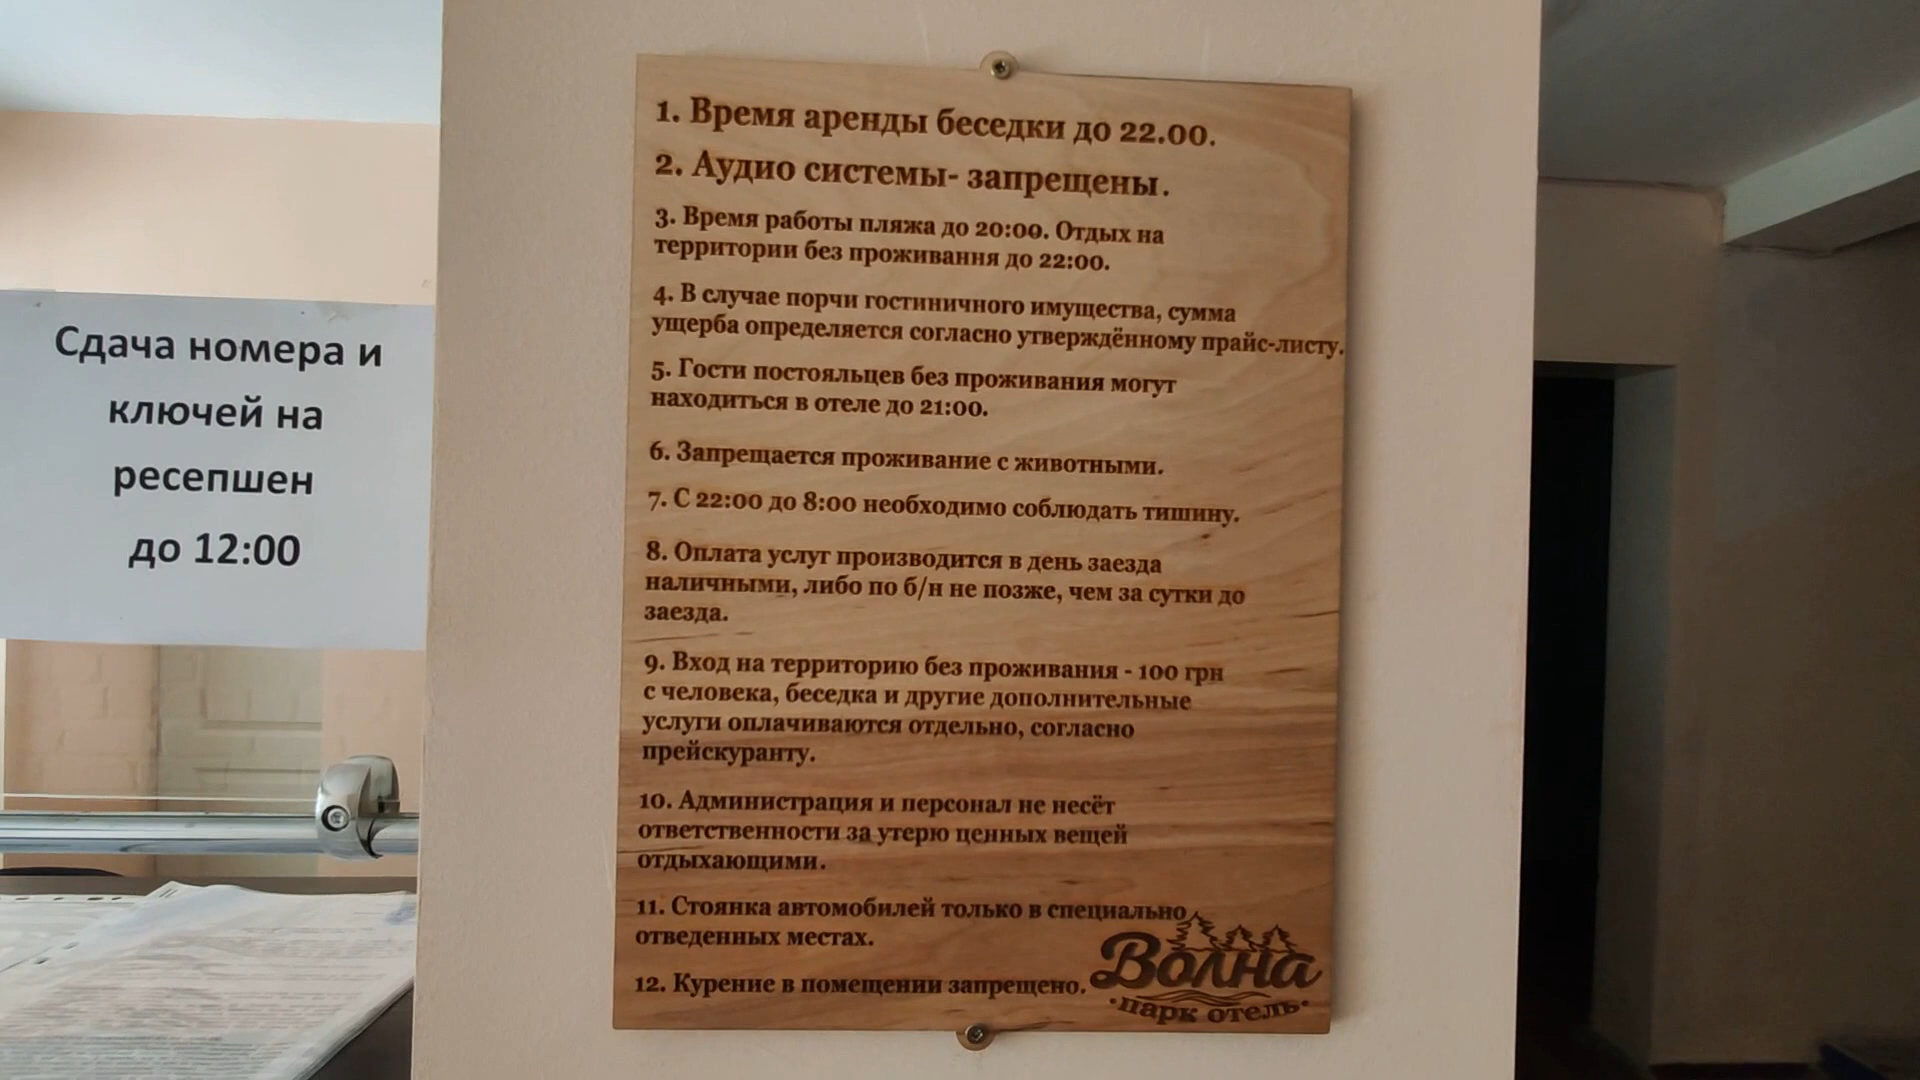 Сдача номера и
ключей на
ресепшен
до 12:00
1. Время аренды беседки до 22.00.
2. Аудио системы- запрещены.
3. Время работы пляжа до 20:00. Отдых на
территории без проживання до 22:00.
4. В случае порчи гостиничного имущества, сумма
ущерба определяется согласно утверждённому прайс-листу.
5. Гости постояльцев без проживания могут
находиться в отеле до 21:00.
6. Запрещается проживание с животными.
7. С 22:00 до 8:00 необходимо соблюдать тишину.
8. Оплата услуг производится в день заезда
наличными, либо по б/н не позже, чем за сутки до
заезда.
9. Вход на территорию без проживания - 100 грн
с человека, беседка и другие дополнительные
услуги оплачиваются отдельно, согласно
прейскуранту.
10. Администрация и персонал не несёт
ответственности за утерю ценных вещей
отдыхающими.
11. Стоянка автомобилей только в специально
отведенных местах.
12. Курение в помещении запрещено.
Волна
•парк отель•